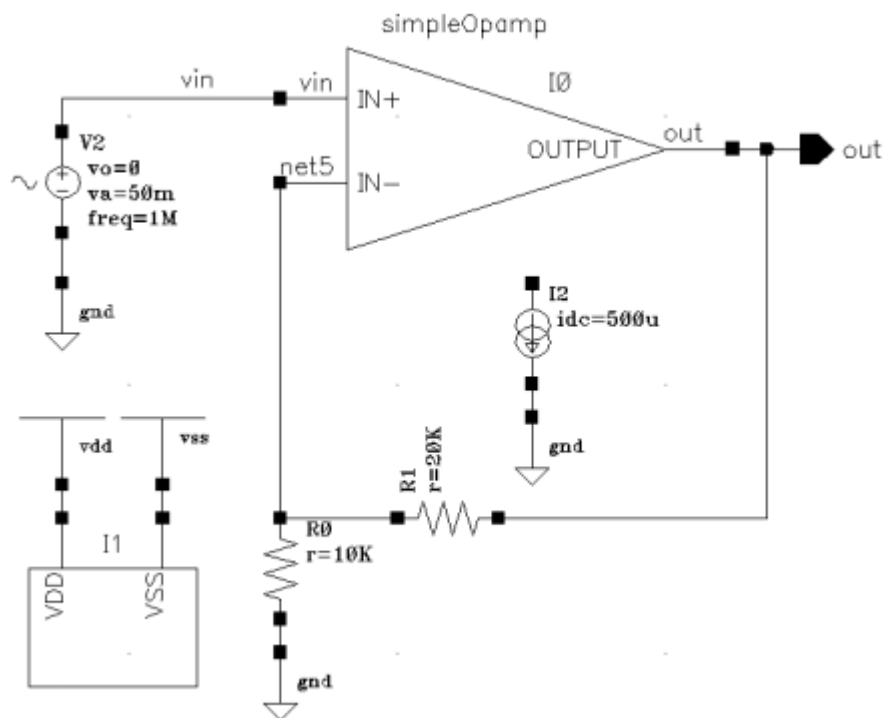 simpleOpamp
I0
vin
vin
IN+
OUTPUT
out
out
V2
vo=0
va=50m
freq=1M
net5
IN-
gnd
I2
idc=500u
gnd
vdd
vss
R1
r=20K
R0
r=10K
I1
VDD
VSS
gnd